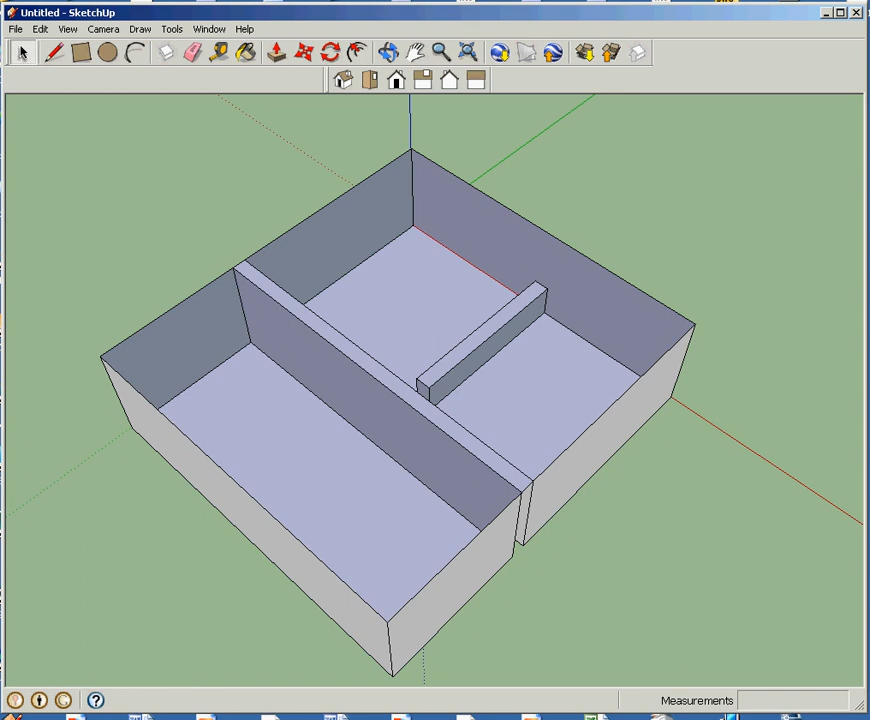 Untitled - SketchUp
File Edit View Camera Draw Tools Window Help
Measurements